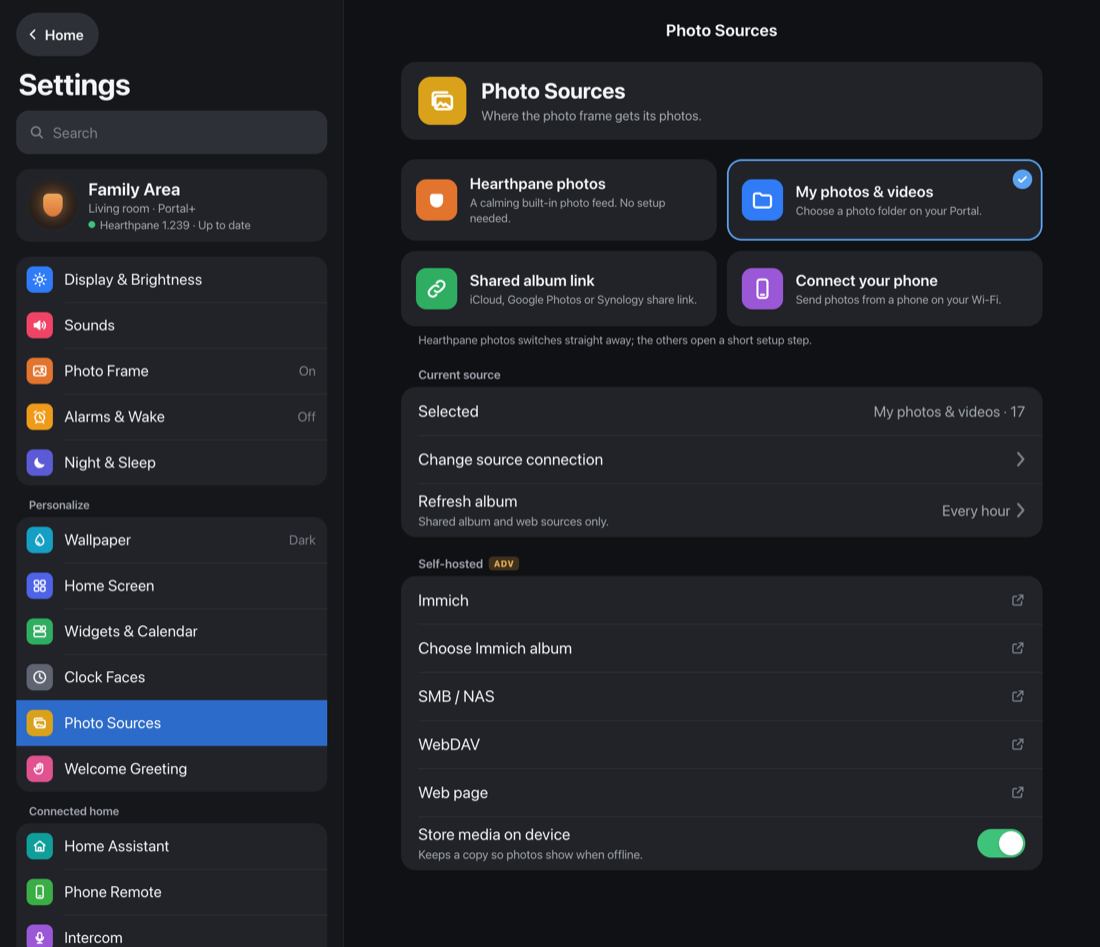 Home
Settings
Search
Family Area
Living room · Portal+
Hearthpane 1.239 · Up to date
Display & Brightness
Sounds
Photo Frame On
Alarms & Wake Off
Night & Sleep
Personalize
Wallpaper Dark
Home Screen
Widgets & Calendar
Clock Faces
Photo Sources
Welcome Greeting
Connected home
Home Assistant
Phone Remote
Intercom
Photo Sources
Photo Sources
Where the photo frame gets its photos.
Hearthpane photos
A calming built-in photo feed. No setup
needed.
My photos & videos
Choose a photo folder on your Portal.
Shared album link
iCloud, Google Photos or Synology share link.
Connect your phone
Send photos from a phone on your Wi-Fi.
Hearthpane photos switches straight away; the others open a short setup step.
Current source
Selected My photos & videos · 17
Change source connection
Refresh album
Shared album and web sources only.
Every hour
Self-hosted ADV
Immich
Choose Immich album
SMB / NAS
WebDAV
Web page
Store media on device
Keeps a copy so photos show when offline.